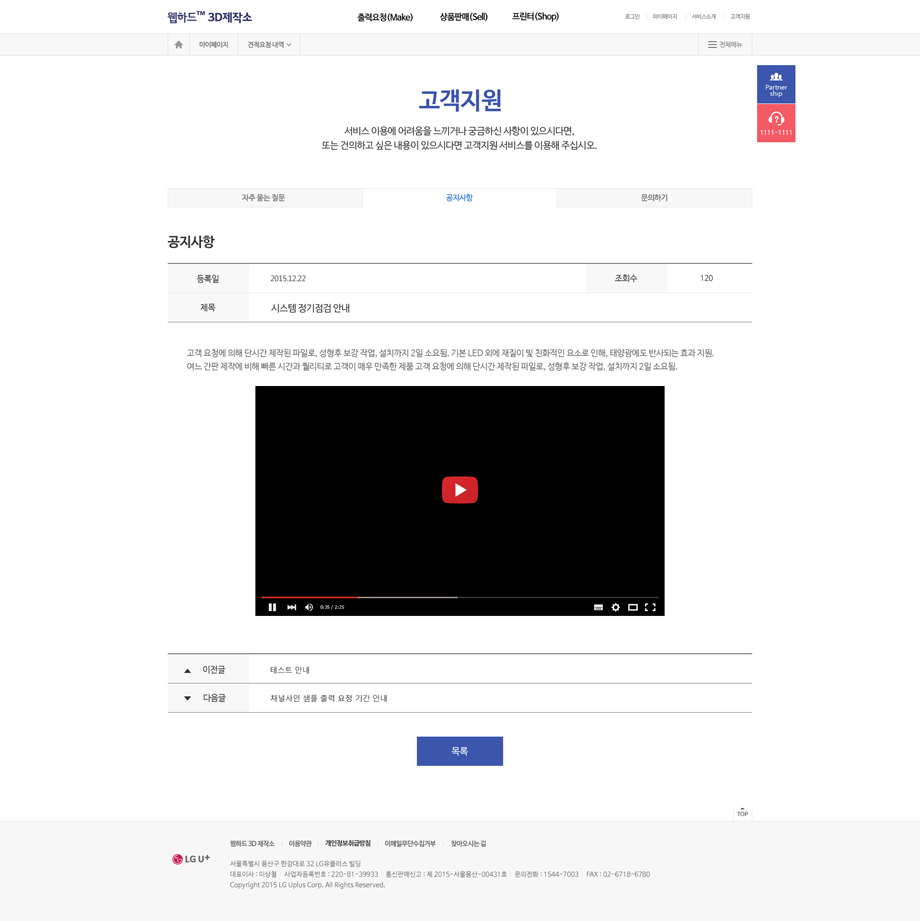 웹하드™ 3D제작소
출력요청(Make) 상품판매(Sell) 프린터(Shop)
로그인 마이페이지 서비스소개 고객지원
마이페이지 견적요청 내역 전체메뉴
Partner
ship
1111-1111
고객지원
서비스 이용에 어려움을 느끼거나 궁금하신 사항이 있으시다면,
또는 건의하고 싶은 내용이 있으시다면 고객지원 서비스를 이용해 주십시오.
자주 묻는 질문 공지사항 문의하기
공지사항
등록일 2015.12.22 조회수 120
제목 시스템 정기점검 안내
고객 요청에 의해 단시간 제작된 파일로, 성형후 보강 작업, 설치까지 2일 소요됨. 기본 LED 외에 재질이 빛 친화적인 요소로 인해, 태양광에도 반사되는 효과 지원.
여느 간판 제작에 비해 빠른 시간과 퀄리티로 고객이 매우 만족한 제품 고객 요청에 의해 단시간 제작된 파일로, 성형후 보강 작업, 설치까지 2일 소요됨.
0:35 / 2:25
이전글 테스트 안내
다음글 채널사인 샘플 출력 요청 기간 안내
목록
TOP
웹하드 3D 제작소 이용약관 개인정보취급방침 이메일무단수집거부 찾아오시는 길
LG U+
서울특별시 용산구 한강대로 32 LG유플러스 빌딩
대표이사 : 이상철 사업자등록번호 : 220-81-39933 통신판매신고 : 제 2015-서울용산-00431호 문의전화 : 1544-7003 FAX : 02-6718-6780
Copyright 2015 LG Uplus Corp. All Rights Reserved.